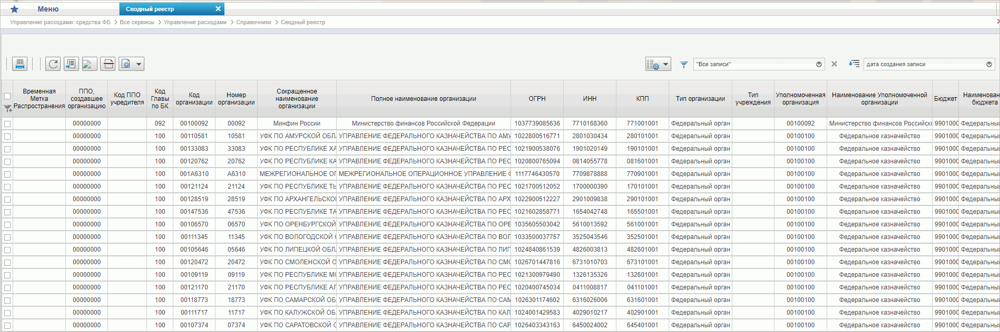 Меню
Сводный реестр
Управление расходами: средства ФБ > Все сервисы > Управление расходами > Справочники > Сводный реестр
"Все записи"
дата создания записи
Временная Метка Распространения ППО, создавшее организацию Код ППО учредителя Код Главы по БК Код организации Номер организации Сокращенное наименование организации Полное наименование организации ОГРН ИНН КПП Тип организации Тип учреждения Уполномоченная организация Наименование Уполномоченной организации Бюджет Наименован бюджета
00000000 092 00100092 00092 Минфин России Министерство финансов Российской Федерации 1037739085636 7710168360 771001001 Федеральный орган 00100092 Министерство финансов Российск 9901000 Федеральный
00000000 100 00110581 10581 УФК ПО АМУРСКОЙ ОБЛА УПРАВЛЕНИЕ ФЕДЕРАЛЬНОГО КАЗНАЧЕЙСТВА ПО АМУ 1022800516771 2801030434 280101001 Федеральный орган 00100100 Федеральное казначейство 9901000 Федеральный
00000000 100 00133083 33083 УФК ПО РЕСПУБЛИКЕ ХА УПРАВЛЕНИЕ ФЕДЕРАЛЬНОГО КАЗНАЧЕЙСТВА ПО РЕС 1021900538076 1901020149 190101001 Федеральный орган 00100100 Федеральное казначейство 9901000 Федеральный
00000000 100 00120762 20762 УФК ПО РЕСПУБЛИКЕ КА УПРАВЛЕНИЕ ФЕДЕРАЛЬНОГО КАЗНАЧЕЙСТВА ПО РЕС 1020800765094 0814055778 081601001 Федеральный орган 00100100 Федеральное казначейство 9901000 Федеральный
00000000 100 001А6310 А6310 МЕЖРЕГИОНАЛЬНОЕ ОП МЕЖРЕГИОНАЛЬНОЕ ОПЕРАЦИОННОЕ УПРАВЛЕНИЕ Ф 1117746430570 7709878888 770901001 Федеральный орган 00100100 Федеральное казначейство 9901000 Федеральный
00000000 100 00121124 21124 УФК ПО РЕСПУБЛИКЕ ТЫ УПРАВЛЕНИЕ ФЕДЕРАЛЬНОГО КАЗНАЧЕЙСТВА ПО РЕС 1021700512052 1700000390 170101001 Федеральный орган 00100100 Федеральное казначейство 9901000 Федеральный
00000000 100 00128519 28519 УФК ПО АРХАНГЕЛЬСКОЙ УПРАВЛЕНИЕ ФЕДЕРАЛЬНОГО КАЗНАЧЕЙСТВА ПО АРХ 1022900512227 2901009838 290101001 Федеральный орган 00100100 Федеральное казначейство 9901000 Федеральный
00000000 100 00147536 47536 УФК ПО РЕСПУБЛИКЕ ТА УПРАВЛЕНИЕ ФЕДЕРАЛЬНОГО КАЗНАЧЕЙСТВА ПО РЕС 1021602858771 1654042748 165501001 Федеральный орган 00100100 Федеральное казначейство 9901000 Федеральный
00000000 100 00106570 06570 УФК ПО ОРЕНБУРГСКОЙ УПРАВЛЕНИЕ ФЕДЕРАЛЬНОГО КАЗНАЧЕЙСТВА ПО ОРЕ 1035605503042 5610013592 561001001 Федеральный орган 00100100 Федеральное казначейство 9901000 Федеральный
00000000 100 00111345 11345 УФК ПО ВОЛОГОДСКОЙ О УПРАВЛЕНИЕ ФЕДЕРАЛЬНОГО КАЗНАЧЕЙСТВА ПО ВОЛ 1033500037757 3525043546 352501001 Федеральный орган 00100100 Федеральное казначейство 9901000 Федеральный
00000000 100 00105646 05646 УФК ПО ЛИПЕЦКОЙ ОБЛА УПРАВЛЕНИЕ ФЕДЕРАЛЬНОГО КАЗНАЧЕЙСТВА ПО ЛИП 1024840861539 4826003813 482601001 Федеральный орган 00100100 Федеральное казначейство 9901000 Федеральный
00000000 100 00120472 20472 УФК ПО СМОЛЕНСКОЙ О УПРАВЛЕНИЕ ФЕДЕРАЛЬНОГО КАЗНАЧЕЙСТВА ПО СМО 1026701447816 6731010703 673101001 Федеральный орган 00100100 Федеральное казначейство 9901000 Федеральный
00000000 100 00109119 09119 УФК ПО РЕСПУБЛИКЕ МО УПРАВЛЕНИЕ ФЕДЕРАЛЬНОГО КАЗНАЧЕЙСТВА ПО РЕС 1021300979490 1326135326 132601001 Федеральный орган 00100100 Федеральное казначейство 9901000 Федеральный
00000000 100 00121170 21170 УФК ПО РЕСПУБЛИКЕ АЛ УПРАВЛЕНИЕ ФЕДЕРАЛЬНОГО КАЗНАЧЕЙСТВА ПО РЕС 1020400745034 0411008817 041101001 Федеральный орган 00100100 Федеральное казначейство 9901000 Федеральный
00000000 100 00118773 18773 УФК ПО САМАРСКОЙ ОБ УПРАВЛЕНИЕ ФЕДЕРАЛЬНОГО КАЗНАЧЕЙСТВА ПО САМ 1026301174602 6316026006 631601001 Федеральный орган 00100100 Федеральное казначейство 9901000 Федеральный
00000000 100 00111717 11717 УФК ПО КАЛУЖСКОЙ ОБ УПРАВЛЕНИЕ ФЕДЕРАЛЬНОГО КАЗНАЧЕЙСТВА ПО КАЛ 1024001429583 4029010217 402901001 Федеральный орган 00100100 Федеральное казначейство 9901000 Федеральный
00000000 100 00107374 07374 УФК ПО САРАТОВСКОЙ О УПРАВЛЕНИЕ ФЕДЕРАЛЬНОГО КАЗНАЧЕЙСТВА ПО САР 1026403343163 6450024002 645401001 Федеральный орган 00100100 Федеральное казначейство 9901000 Федеральный